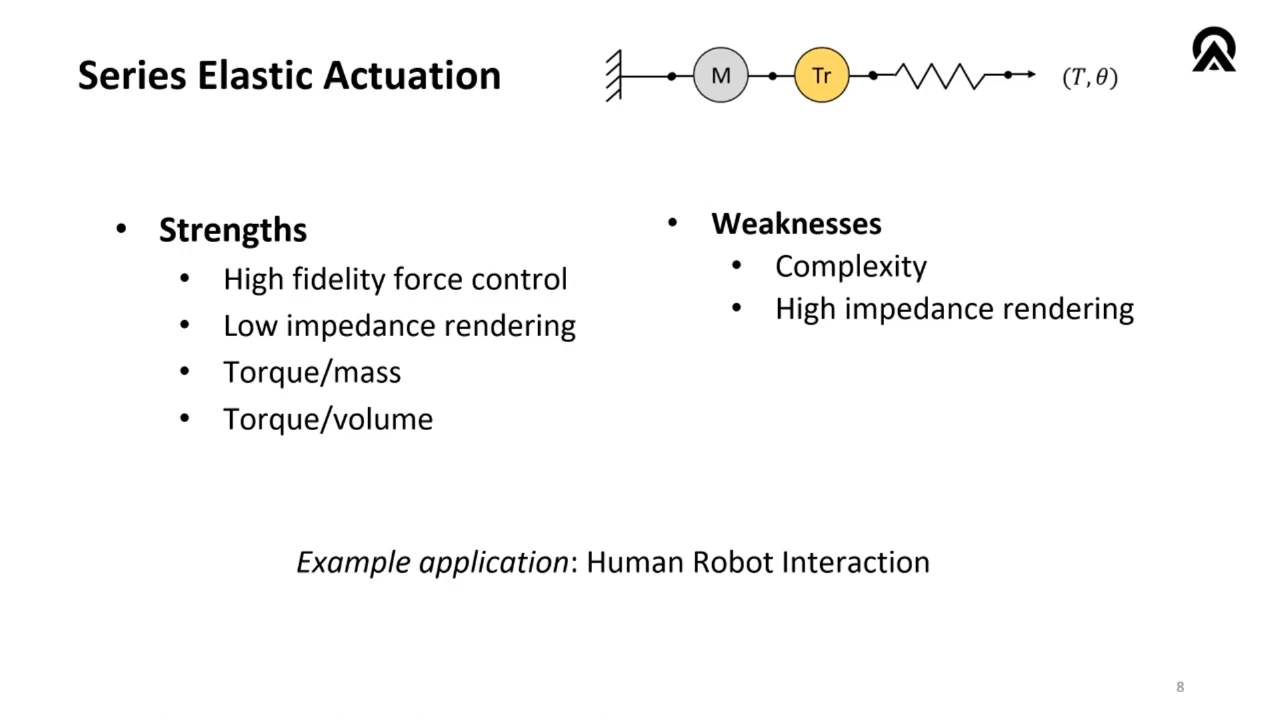 Series Elastic Actuation
M
Tr
(T, θ)
• Strengths
• High fidelity force control
• Low impedance rendering
• Torque/mass
• Torque/volume
• Weaknesses
• Complexity
• High impedance rendering
Example application: Human Robot Interaction
8